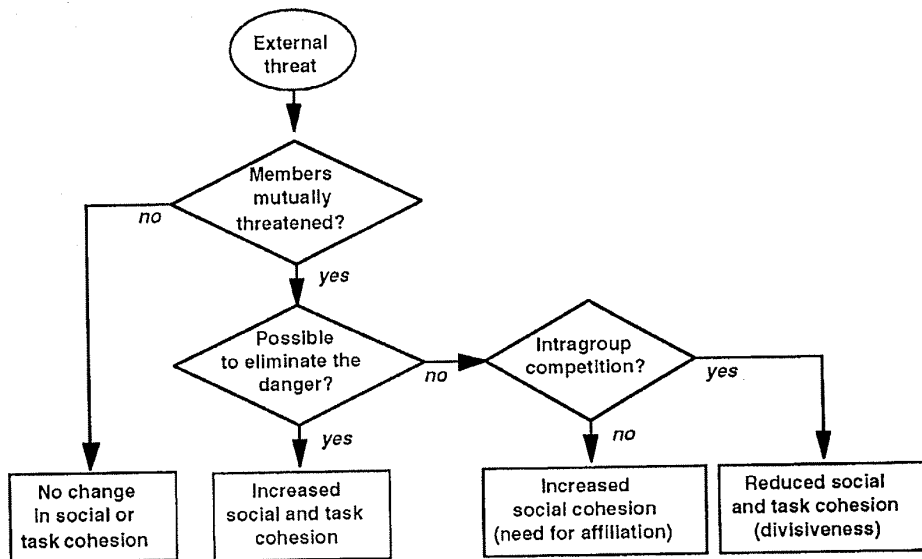 External
threat
Members
mutually
threatened?
no
yes
Possible
to eliminate the
danger?
no
Intragroup
competition?
yes
yes
no
No change
in social or
task cohesion
Increased
social and task
cohesion
Increased
social cohesion
(need for affiliation)
Reduced social
and task cohesion
(divisiveness)